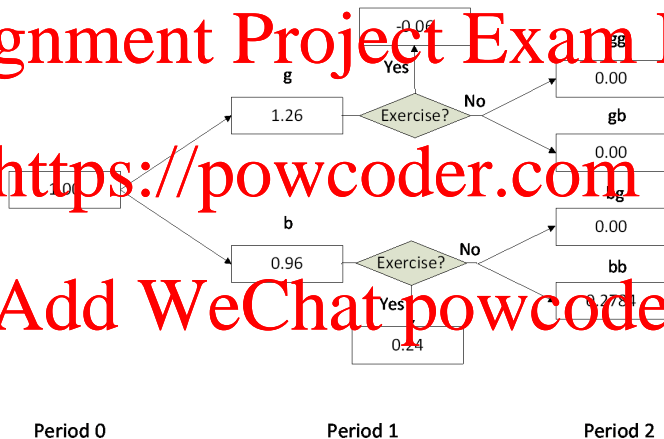 -0.06
gnment Project Exam
gg
Yes
g
No
0.00
1.26
Exercise?
gb
0.00
https://powcoder.com
1.00
bg
b
No
0.00
0.96
Exercise?
bb
Yes
0.2784
Add WeChat powcode
0.24
Period 0
Period 1
Period 2